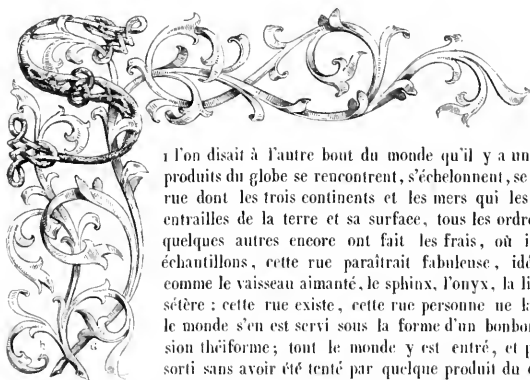 Si l'on disait à l'autre bout du monde qu'il y a un
produits du globe se rencontrent, s'échelonnent, se
rue dont les trois continents et les mers qui les
entrailles de la terre et sa surface, tous les ordre
quelques autres encore ont fait les frais, où i
échantillons, cette rue paraîtrait fabuleuse, idé
comme le vaisseau aimanté, le sphinx, l'onyx, la li
sétère : cette rue existe, cette rue personne ne l
le monde s'en est servi sous la forme d'un bonbon
sion théiforme; tout le monde y est entré, et p
sorti sans avoir été tenté par quelque produit du